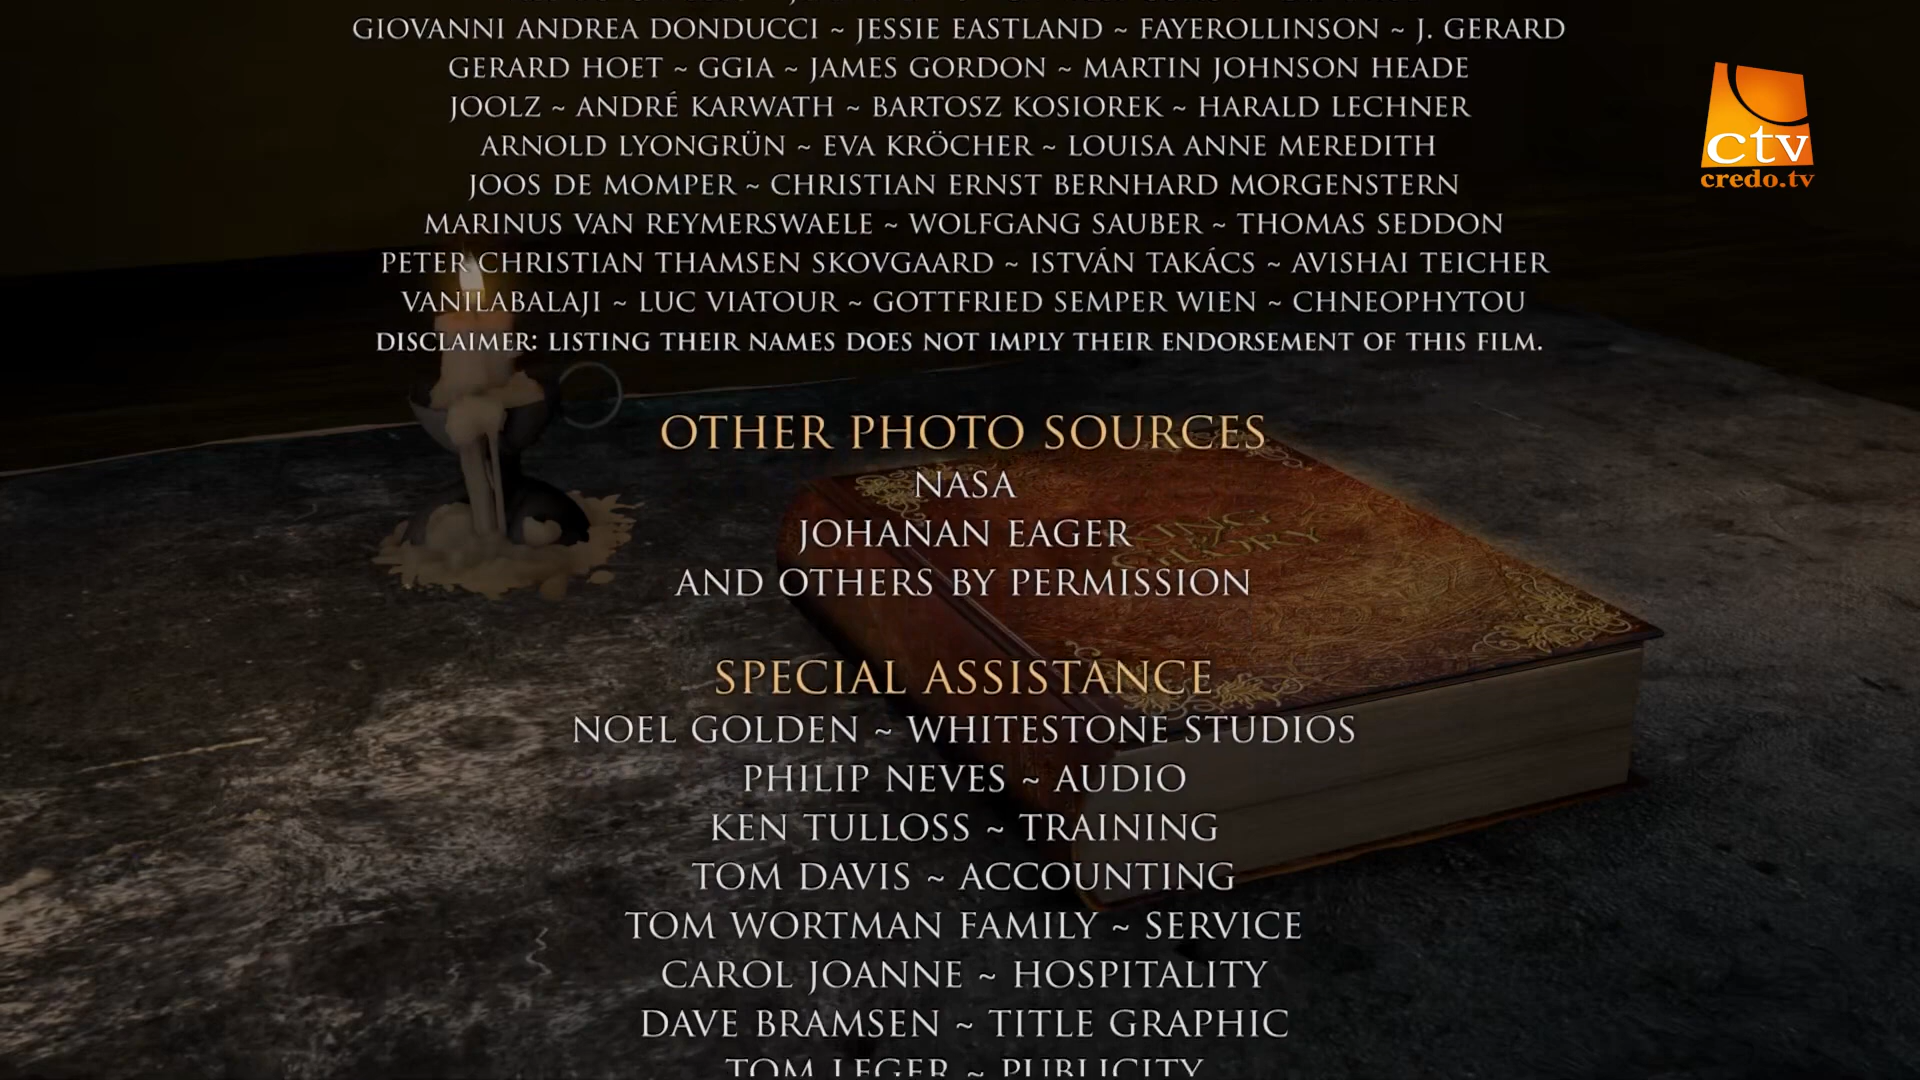 GIOVANNI ANDREA DONDUCCI ~ JESSIE EASTLAND ~ FAYEROLLINSON ~ J. GERARD
GERARD HOET ~ GGIA ~ JAMES GORDON ~ MARTIN JOHNSON HEADE
JOOLZ ~ ANDRÉ KARWATH ~ BARTOSZ KOSIOREK ~ HARALD LECHNER
ARNOLD LYONGRÜN ~ EVA KRÖCHER ~ LOUISA ANNE MEREDITH
JOOS DE MOMPER ~ CHRISTIAN ERNST BERNHARD MORGENSTERN
MARINUS VAN REYMERSWAELE ~ WOLFGANG SAUBER ~ THOMAS SEDDON
PETER CHRISTIAN THAMSEN SKOVGAARD ~ ISTVÁN TAKÁCS ~ AVISHAI TEICHER
VANILABALAJI ~ LUC VIATOUR ~ GOTTFRIED SEMPER WIEN ~ CHNEOPHYTOU
DISCLAIMER: LISTING THEIR NAMES DOES NOT IMPLY THEIR ENDORSEMENT OF THIS FILM.
ctv
credo.tv
OTHER PHOTO SOURCES
NASA
JOHANAN EAGER
AND OTHERS BY PERMISSION
KING
GLORY
SPECIAL ASSISTANCE
NOEL GOLDEN ~ WHITESTONE STUDIOS
PHILIP NEVES ~ AUDIO
KEN TULLOSS ~ TRAINING
TOM DAVIS ~ ACCOUNTING
TOM WORTMAN FAMILY ~ SERVICE
CAROL JOANNE ~ HOSPITALITY
DAVE BRAMSEN ~ TITLE GRAPHIC
TOM LEGER ~ PUBLICITY